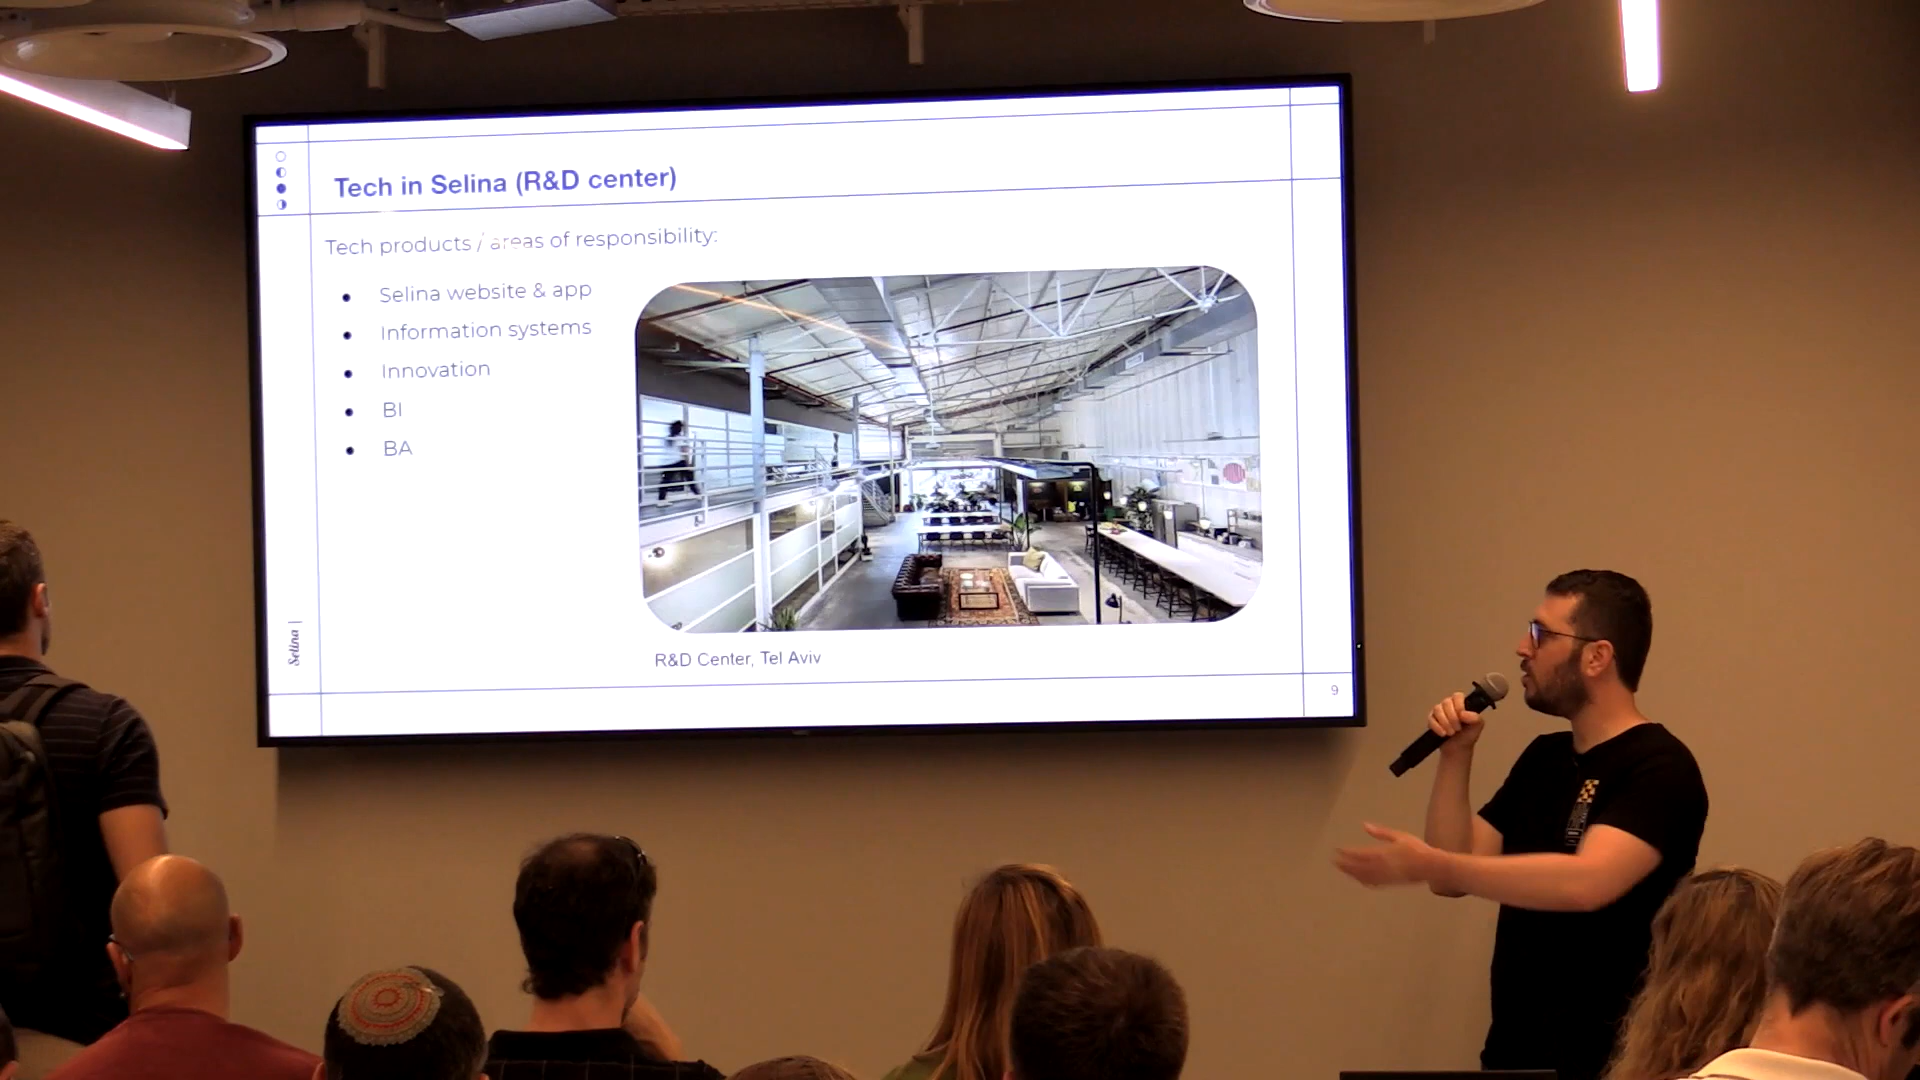 Tech in Selina (R&D center)
Tech products / areas of responsibility:
Selina website & app
Information systems
Innovation
BI
BA
R&D Center, Tel Aviv
Selina |
9